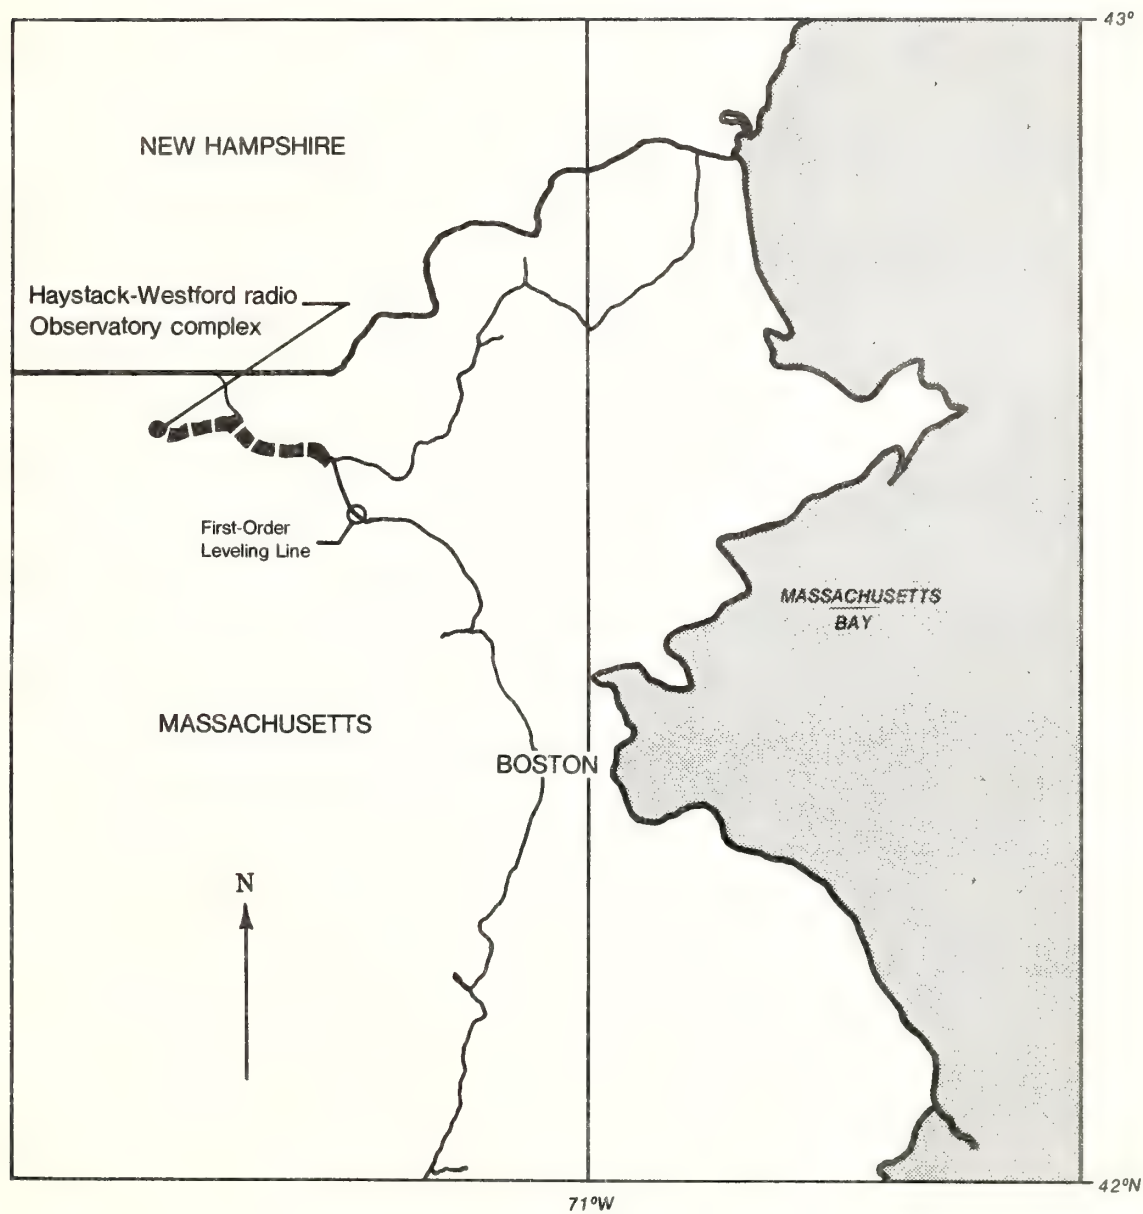 43°
NEW HAMPSHIRE
Haystack-Westford radio
Observatory complex
First-Order
Leveling Line
MASSACHUSETTS
BAY
MASSACHUSETTS
BOSTON
N
42°N
71°W